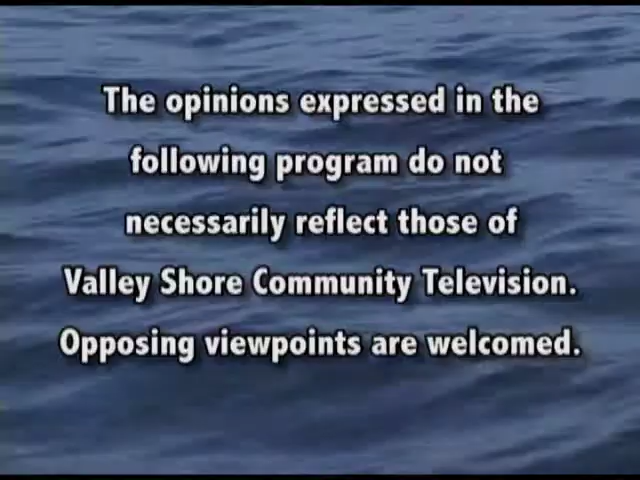 The opinions expressed in the
following program do not
necessarily reflect those of
Valley Shore Community Television.
Opposing viewpoints are welcomed.